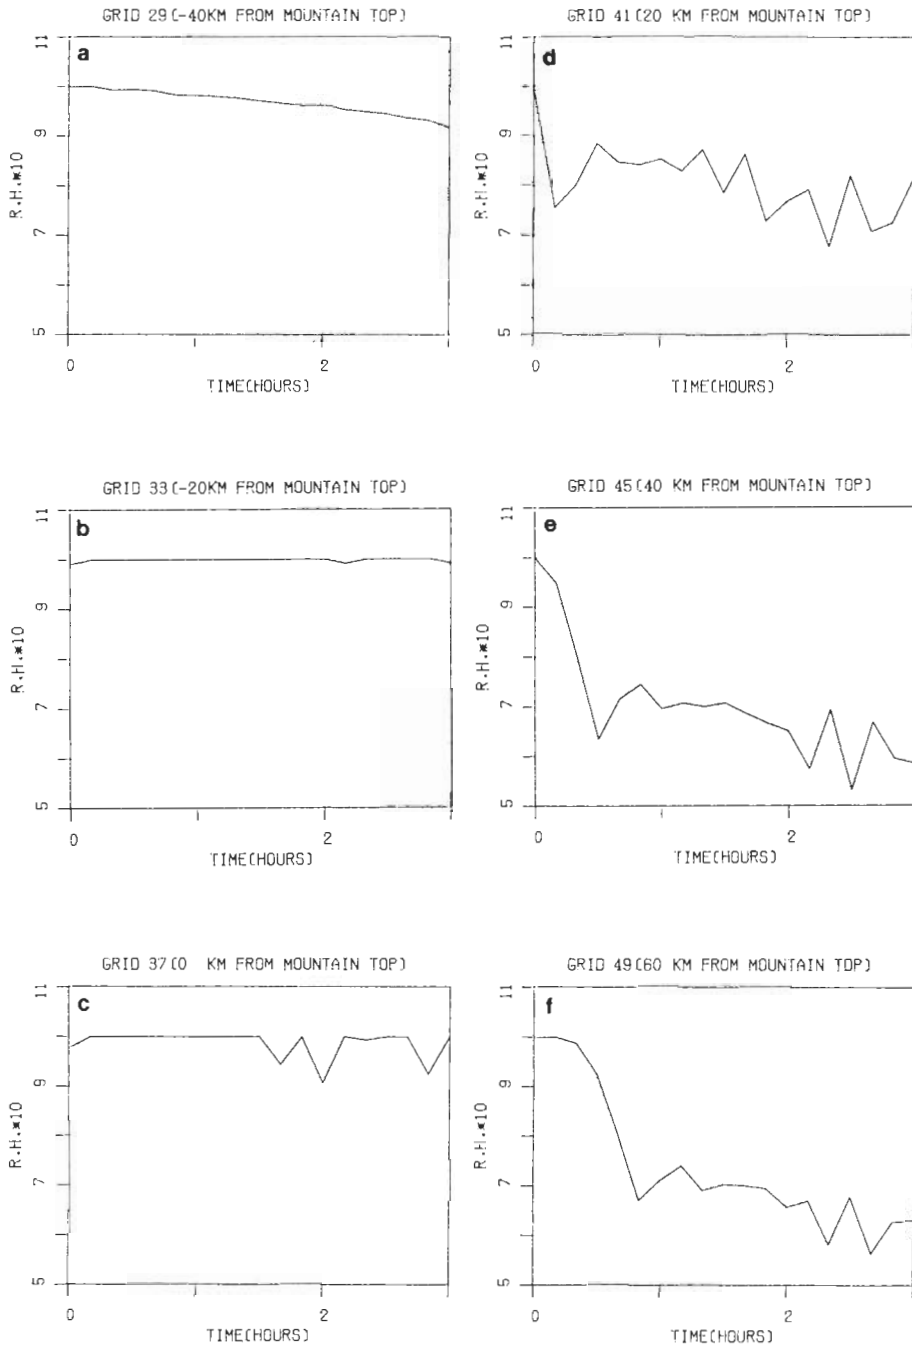 GRID 29(-40KM FROM MOUNTAIN TOP)
a
11
9
7
5
R.H.*10
0 2
TIME(HOURS)
GRID 41(20 KM FROM MOUNTAIN TOP)
d
11
9
7
5
R.H.*10
0 2
TIME(HOURS)
GRID 33(-20KM FROM MOUNTAIN TOP)
b
11
9
7
5
R.H.*10
0 2
TIME(HOURS)
GRID 45(40 KM FROM MOUNTAIN TOP)
e
11
9
7
5
R.H.*10
0 2
TIME(HOURS)
GRID 37(0 KM FROM MOUNTAIN TOP)
c
11
9
7
5
R.H.*10
0 2
TIME(HOURS)
GRID 49(60 KM FROM MOUNTAIN TOP)
f
11
9
7
5
R.H.*10
0 2
TIME(HOURS)